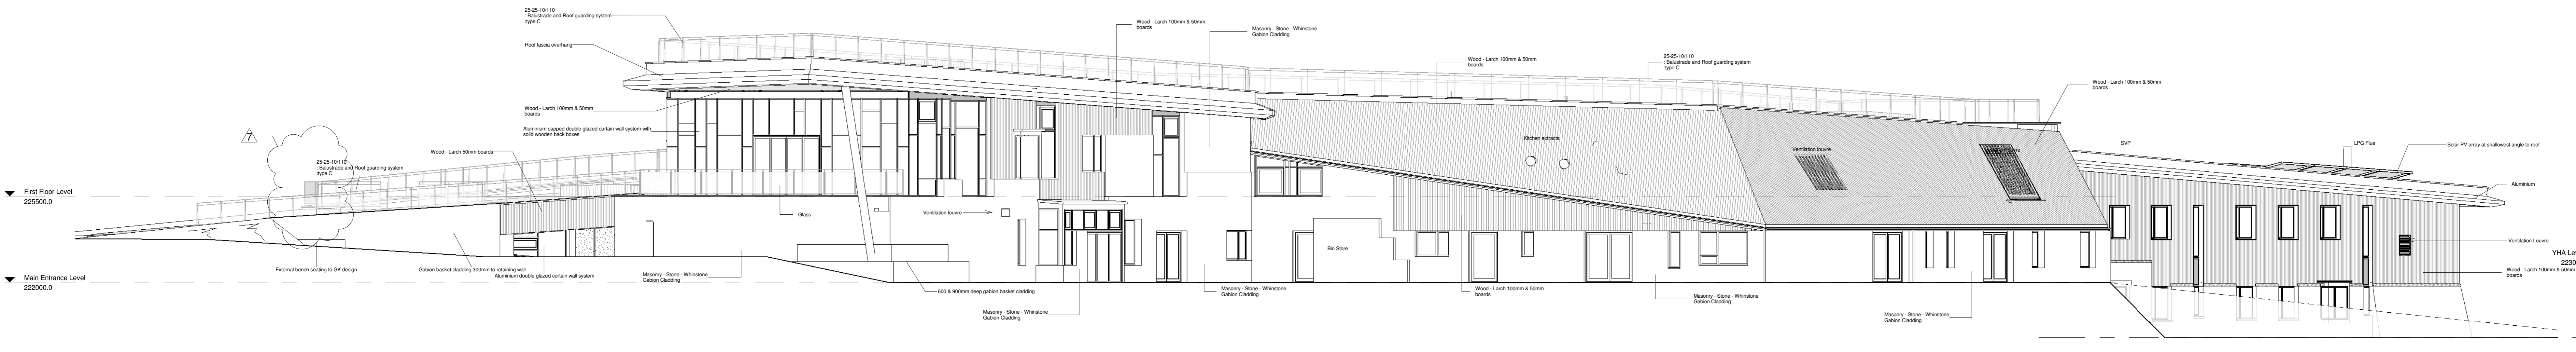 25-25-10/110
: Balustrade and Roof guarding system
type C
Roof fascia overhang
Wood - Larch 100mm & 50mm
boards
Aluminium capped double glazed curtain wall system with
solid wooden back boxes
7
25-25-10/110
: Balustrade and Roof guarding system
type C
Wood - Larch 50mm boards
First Floor Level
225500.0
Main Entrance Level
222000.0
External bench seating to GK design
Gabion basket cladding 300mm to retaining wall
Aluminium double glazed curtain wall system
Masonry - Stone - Whinstone
Gabion Cladding
Glass
Ventilation louvre
600 & 900mm deep gabion basket cladding
Masonry - Stone - Whinstone
Gabion Cladding
Wood - Larch 100mm & 50mm
boards
Masonry - Stone - Whinstone
Gabion Cladding
Masonry - Stone - Whinstone
Gabion Cladding
Bin Store
Wood - Larch 100mm & 50mm
boards
Kitchen extracts
Wood - Larch 100mm & 50mm
boards
25-25-10/110
: Balustrade and Roof guarding system
type C
Ventilation louvre
Masonry - Stone - Whinstone
Gabion Cladding
Masonry - Stone - Whinstone
Gabion Cladding
Wood - Larch 100mm & 50mm
boards
SVP
LPG Flue
Solar PV array at shallowest angle to roof
Aluminium
Ventilation Louvre
YHA Le
2230
Wood - Larch 100mm & 50mm
boards